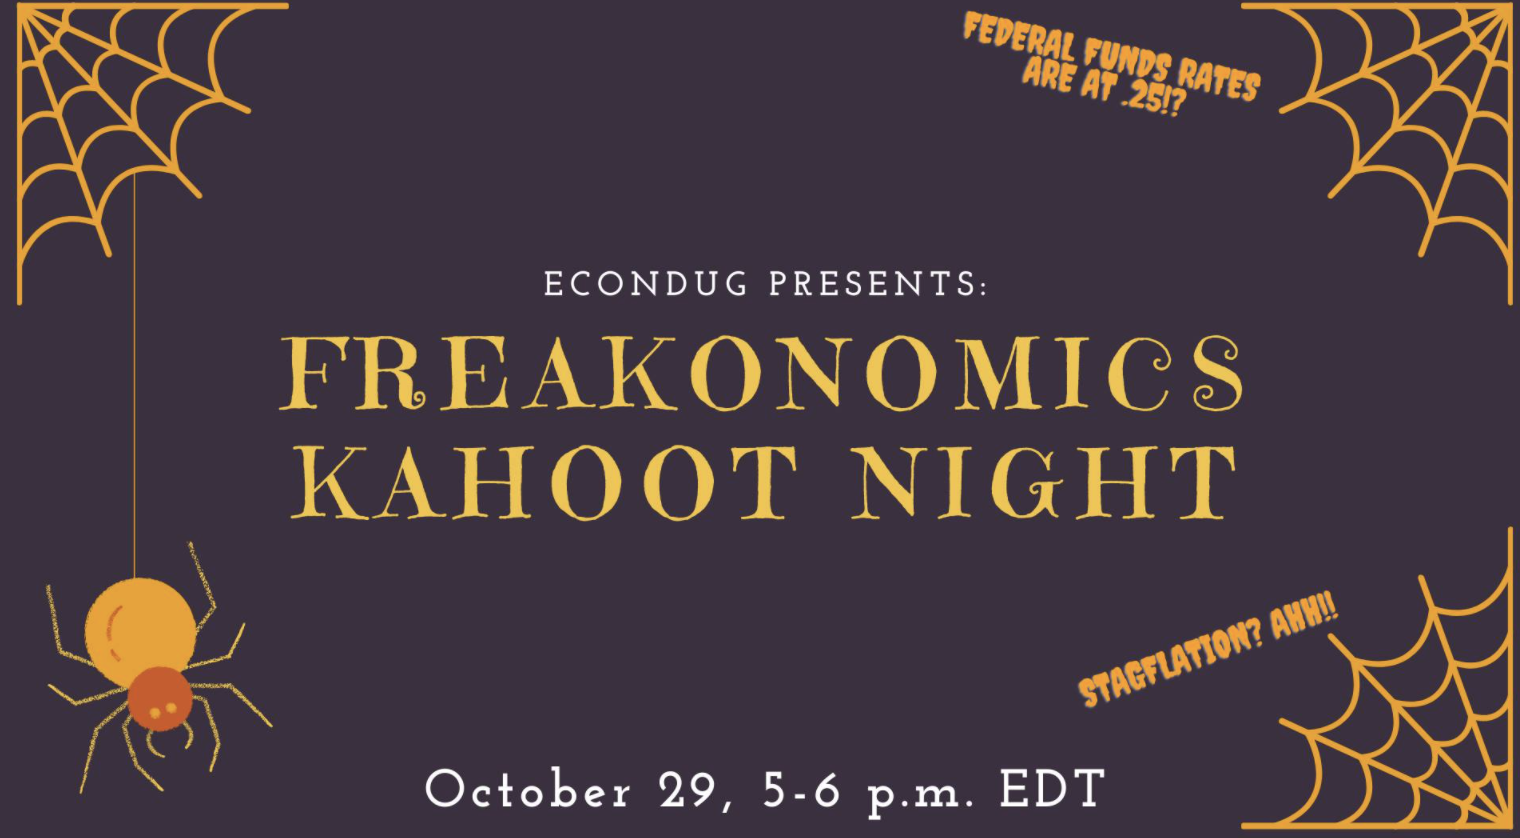 FEDERAL FUNDS RATES
ARE AT .25!?
ECONDUG PRESENTS:
FREAKONOMICS
KAHOOT NIGHT
STAGFLATION? AHH!!
October 29, 5-6 p.m. EDT